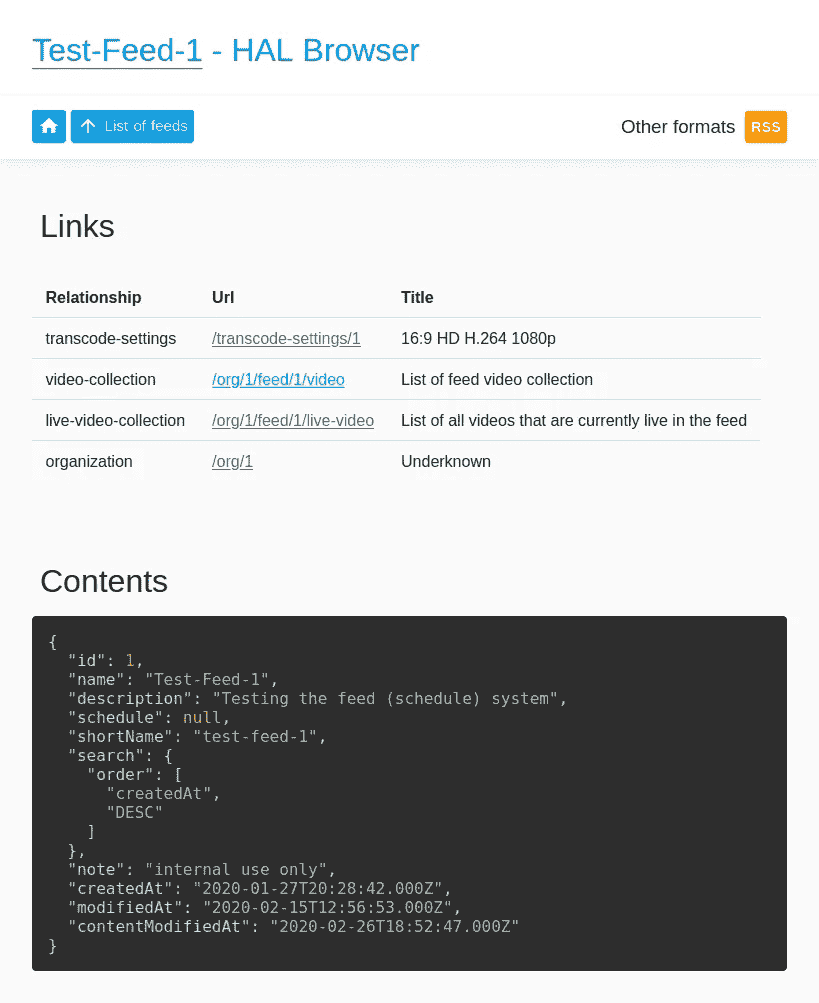 Test-Feed-1 - HAL Browser
List of feeds
Other formats RSS
Links
Relationship Url Title
transcode-settings /transcode-settings/1 16:9 HD H.264 1080p
video-collection /org/1/feed/1/video List of feed video collection
live-video-collection /org/1/feed/1/live-video List of all videos that are currently live in the feed
organization /org/1 Underknown
Contents
{
  "id": 1,
  "name": "Test-Feed-1",
  "description": "Testing the feed (schedule) system",
  "schedule": null,
  "shortName": "test-feed-1",
  "search": {
    "order": [
      "createdAt",
      "DESC"
    ]
  },
  "note": "internal use only",
  "createdAt": "2020-01-27T20:28:42.000Z",
  "modifiedAt": "2020-02-15T12:56:53.000Z",
  "contentModifiedAt": "2020-02-26T18:52:47.000Z"
}